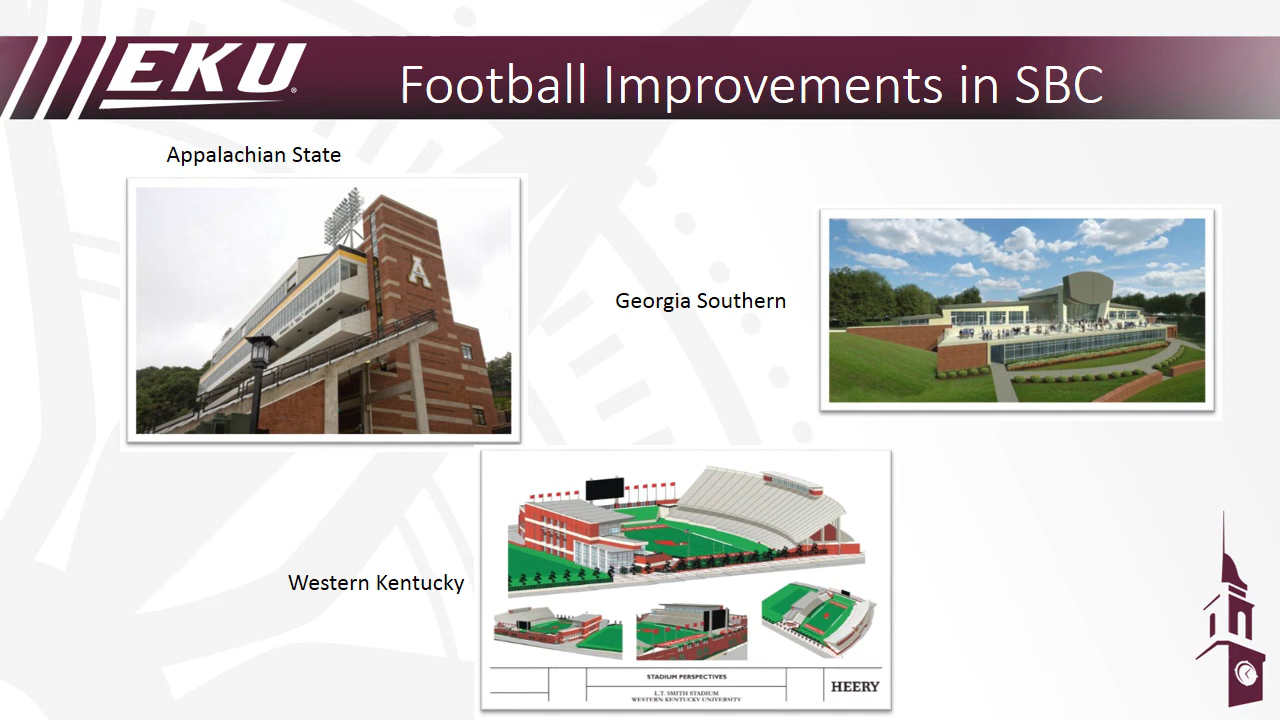 EKU
Football Improvements in SBC
Appalachian State
A
Georgia Southern
Western Kentucky
STADIUM PERSPECTIVES
L.T. SMITH STADIUM
WESTERN KENTUCKY UNIVERSITY
HEERY